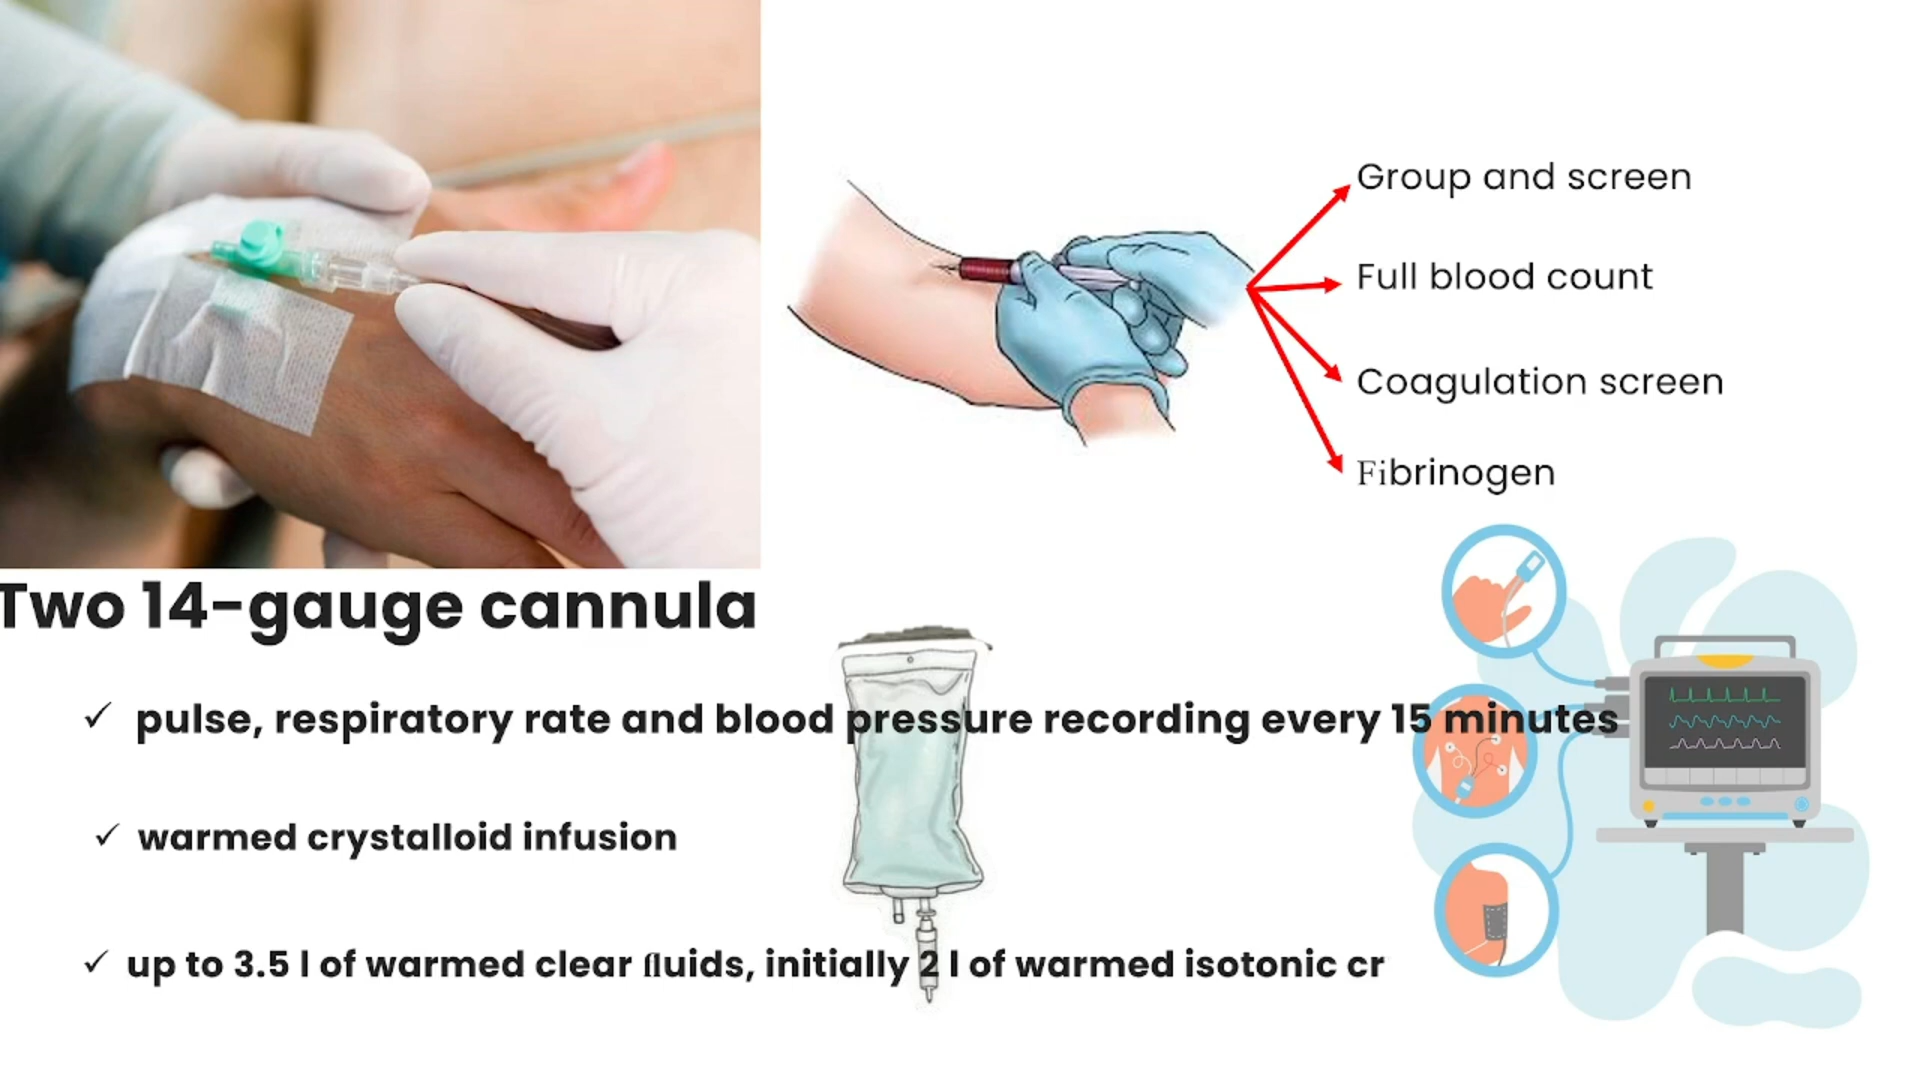 Group and screen
Full blood count
Coagulation screen
Fibrinogen
Two 14-gauge cannula
✓ pulse, respiratory rate and blood pressure recording every 15 minutes
✓ warmed crystalloid infusion
✓ up to 3.5 l of warmed clear fluids, initially 2 l of warmed isotonic cr